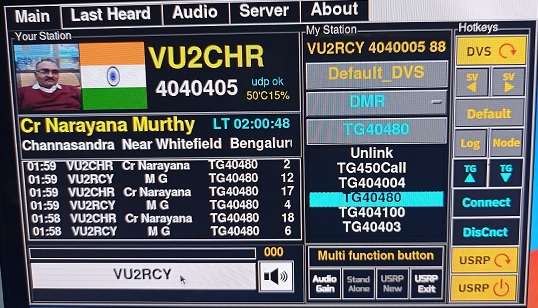 Main Last Heard Audio Server About
Your Station
VU2CHR
4040405 udp ok
50'C15%
Cr Narayana Murthy LT 02:00:48
Channasandra Near Whitefield Bengaluru
01:59 VU2CHR Cr Narayana TG40480 2
01:59 VU2RCY M G TG40480 12
01:59 VU2CHR Cr Narayana TG40480 17
01:59 VU2RCY M G TG40480 4
01:58 VU2CHR Cr Narayana TG40480 18
01:58 VU2RCY M G TG40480 6
000
VU2RCY
My Station
VU2RCY 4040005 88
Default_DVS
DMR
TG40480
Unlink
TG450Call
TG404004
TG40480
TG404100
TG40403
Multi function button
Audio Gain
Stand Alone
USRP New
USRP Exit
Hotkeys
DVS
SV SV
Default
Log Node
TG TG
Connect
DisCnct
USRP
USRP